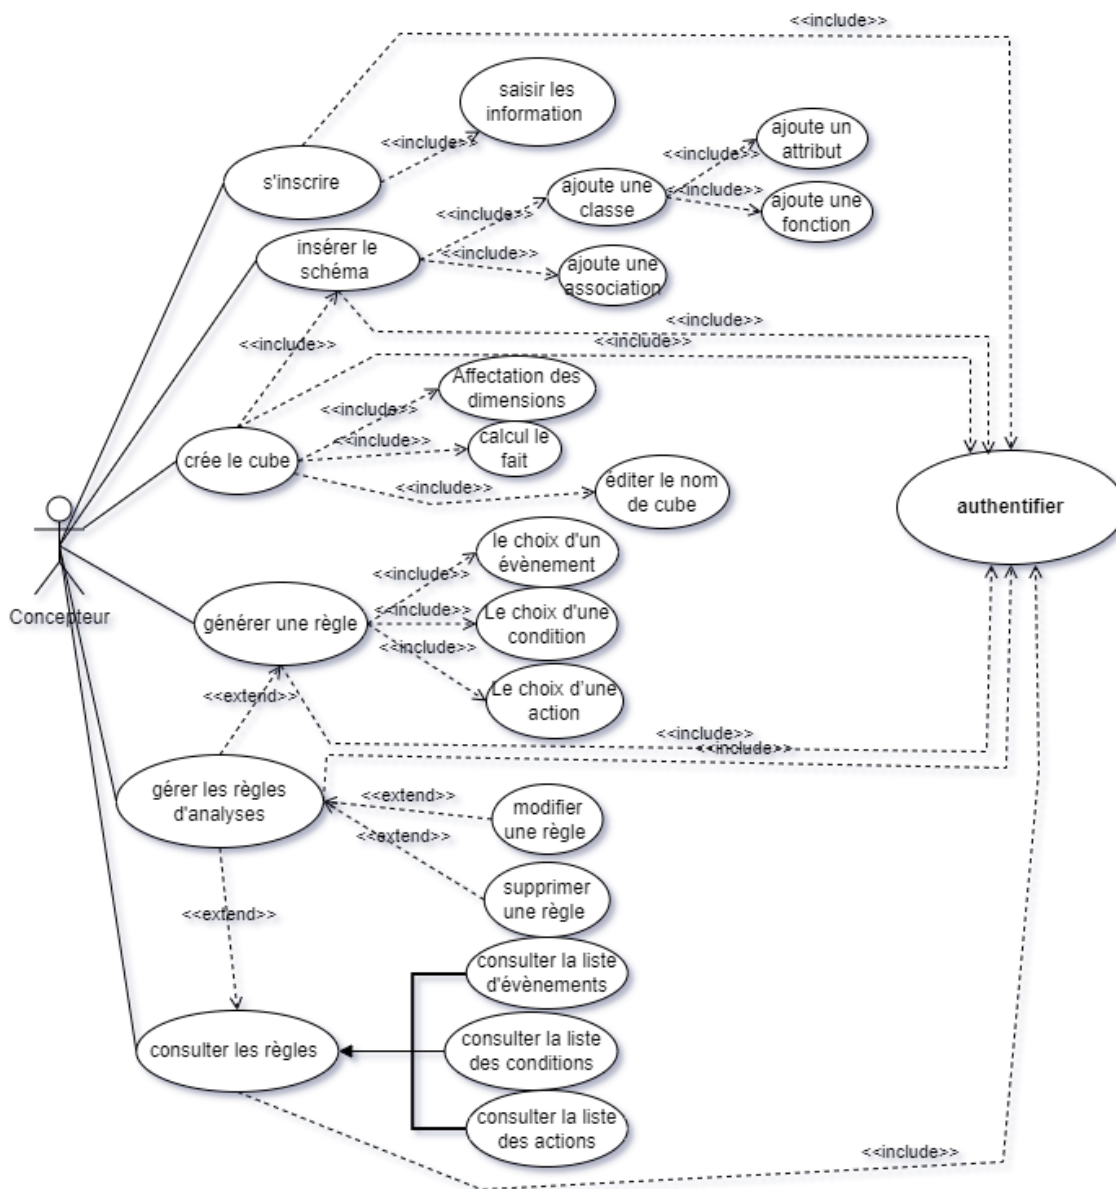 <<include>>
saisir les
information
<<include>>
s'inscrire
ajoute un
attribut
<<include>>
ajoute une
classe
<<include>>
ajoute une
fonction
<<include>>
insérer le
schéma
<<include>>
ajoute une
association
<<include>>
<<include>>
<<include>>
Affectation des
dimensions
<<include>>
calcul le
fait
<<include>>
crée le cube
<<include>>
éditer le nom
de cube
authentifier
le choix d'un
évènement
<<include>>
Le choix d'une
condition
<<include>>
Concepteur
générer une règle
<<include>>
Le choix d'une
action
<<extend>>
<<include>>
<<include>>
gérer les règles
d'analyses
<<extend>>
modifier
une règle
<<extend>>
supprimer
une règle
<<extend>>
consulter la liste
d'évènements
consulter les règles
consulter la liste
des conditions
consulter la liste
des actions
<<include>>